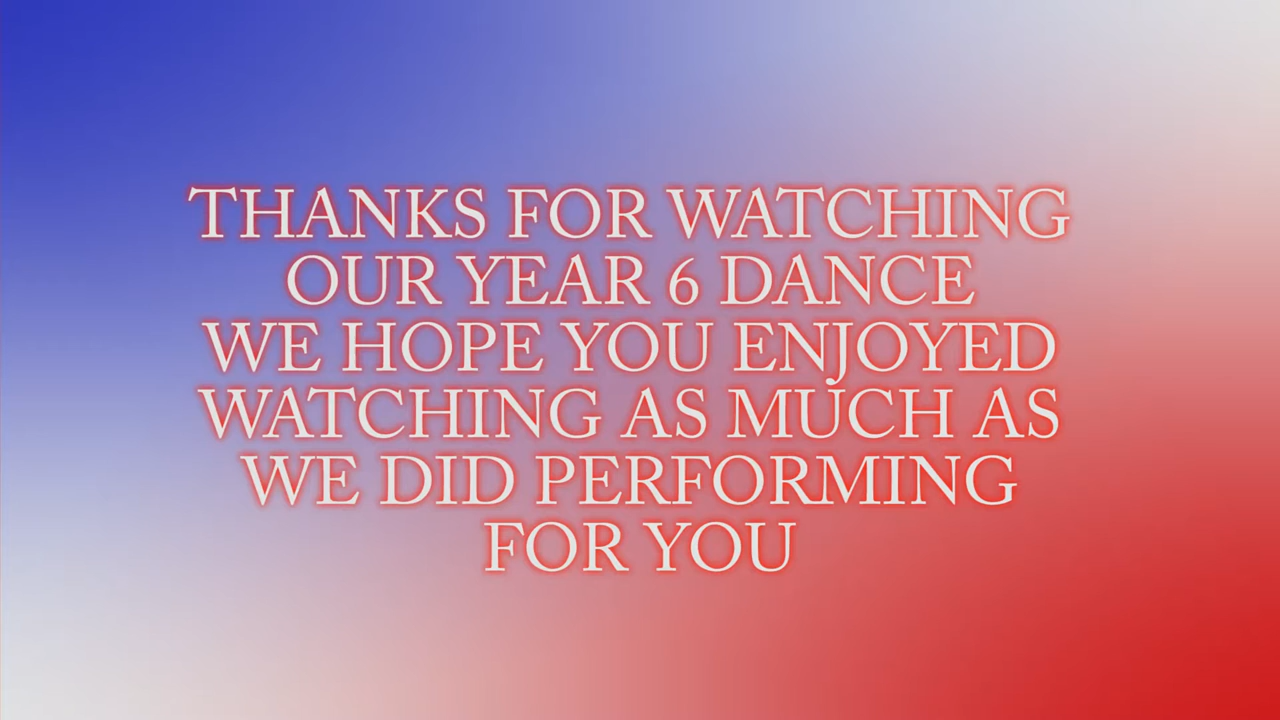 THANKS FOR WATCHING
OUR YEAR 6 DANCE
WE HOPE YOU ENJOYED
WATCHING AS MUCH AS
WE DID PERFORMING
FOR YOU